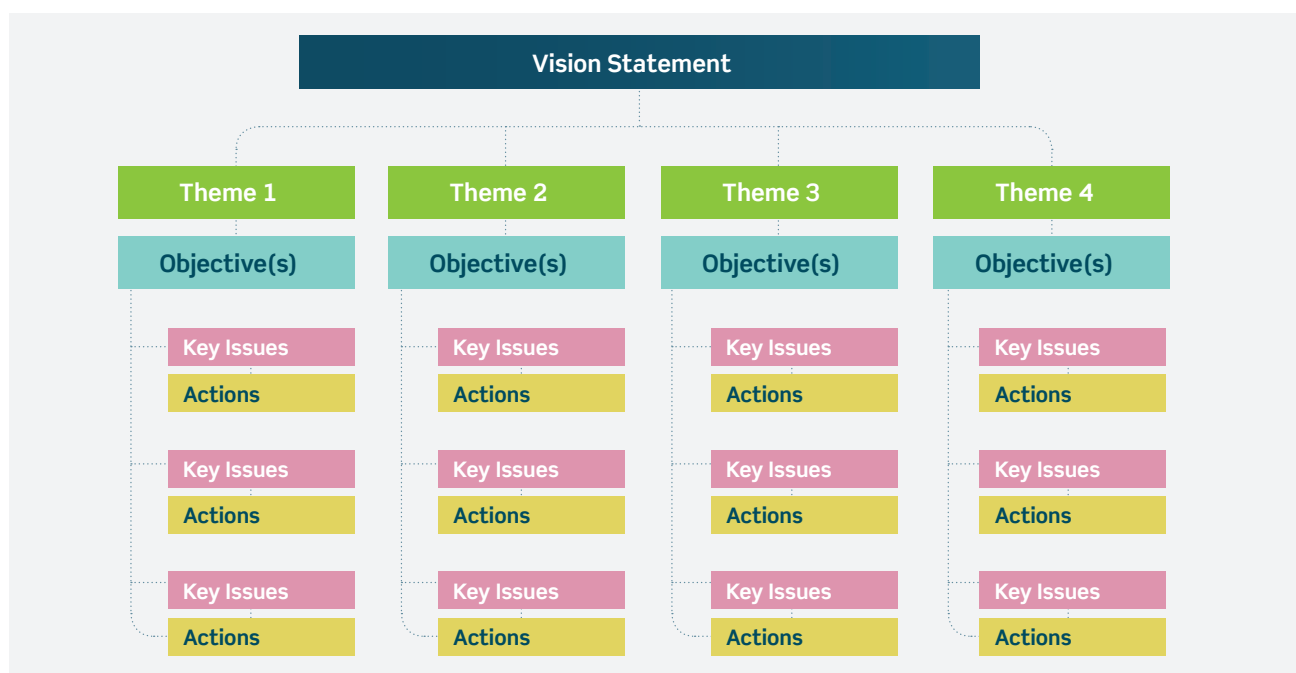 Vision Statement
Theme 1
Theme 2
Theme 3
Theme 4
Objective(s)
Objective(s)
Objective(s)
Objective(s)
Key Issues
Key Issues
Key Issues
Key Issues
Actions
Actions
Actions
Actions
Key Issues
Key Issues
Key Issues
Key Issues
Actions
Actions
Actions
Actions
Key Issues
Key Issues
Key Issues
Key Issues
Actions
Actions
Actions
Actions